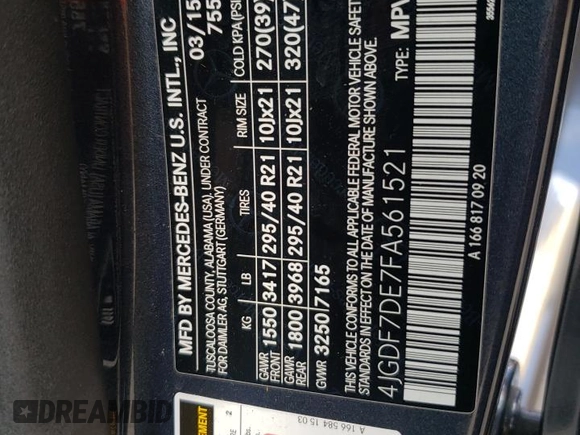 MFD BY MERCEDES-BENZ U.S. INTL., INC
TUSCALOOSA COUNTY, ALABAMA (USA), UNDER CONTRACT
FOR DAIMLER AG, STUTTGART (GERMANY)
03/15
755
KG LB TIRES RIM SIZE COLD KPA (PSI
GAWR FRONT 1550 3417 295/40 R21 10Jx21 270(39
GAWR REAR 1800 3968 295/40 R21 10Jx21 320(47
GVWR 3250 7165
THIS VEHICLE CONFORMS TO ALL APPLICABLE FEDERAL MOTOR VEHICLE SAFETY
STANDARDS IN EFFECT ON THE DATE OF MANUFACTURE SHOWN ABOVE.
4JGDF7DE7FA561521 TYPE: MPV
A 166 817 09 20
EMENT
2
A 166 584 15 03
DREAMBID